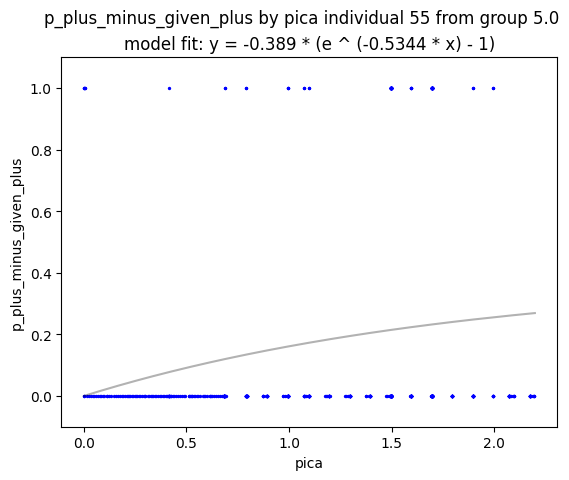 p_plus_minus_given_plus by pica individual 55 from group 5.0
model fit: y = -0.389 * (e ^ (-0.5344 * x) - 1)
1.0
0.8
0.6
0.4
0.2
0.0
p_plus_minus_given_plus
0.0 0.5 1.0 1.5 2.0
pica